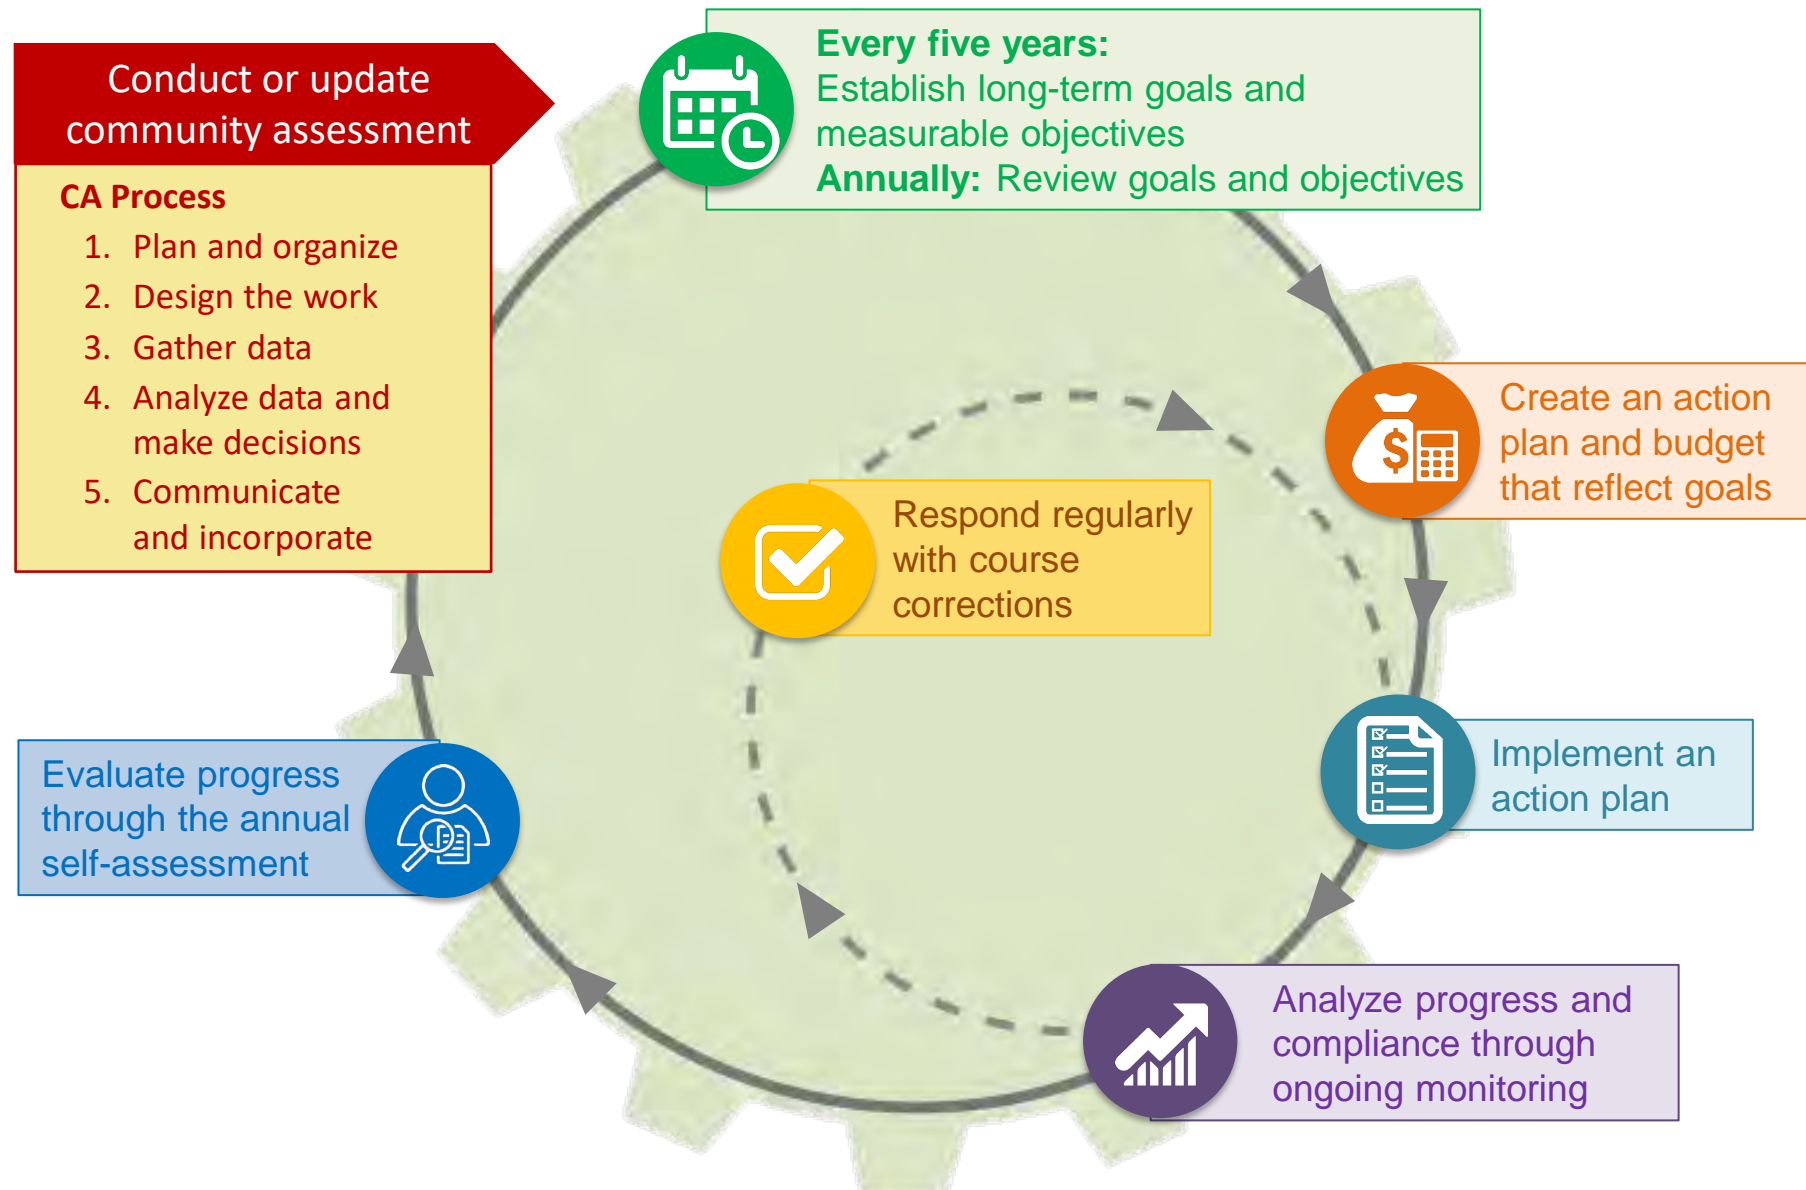 Conduct or update
community assessment
CA Process
1. Plan and organize
2. Design the work
3. Gather data
4. Analyze data and
make decisions
5. Communicate
and incorporate
Every five years:
Establish long-term goals and
measurable objectives
Annually: Review goals and objectives
Create an action
plan and budget
that reflect goals
$
Respond regularly
with course
corrections
Implement an
action plan
Analyze progress and
compliance through
ongoing monitoring
Evaluate progress
through the annual
self-assessment